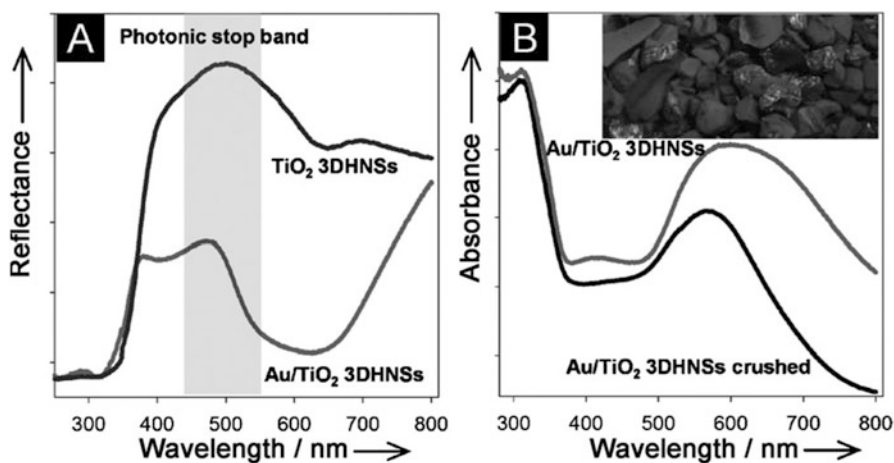 A
Photonic stop band
Reflectance
TiO₂ 3DHNSs
Au/TiO₂ 3DHNSs
300 400 500 600 700 800
Wavelength / nm
B
Absorbance
Au/TiO₂ 3DHNSs
Au/TiO₂ 3DHNSs crushed
300 400 500 600 700 800
Wavelength / nm